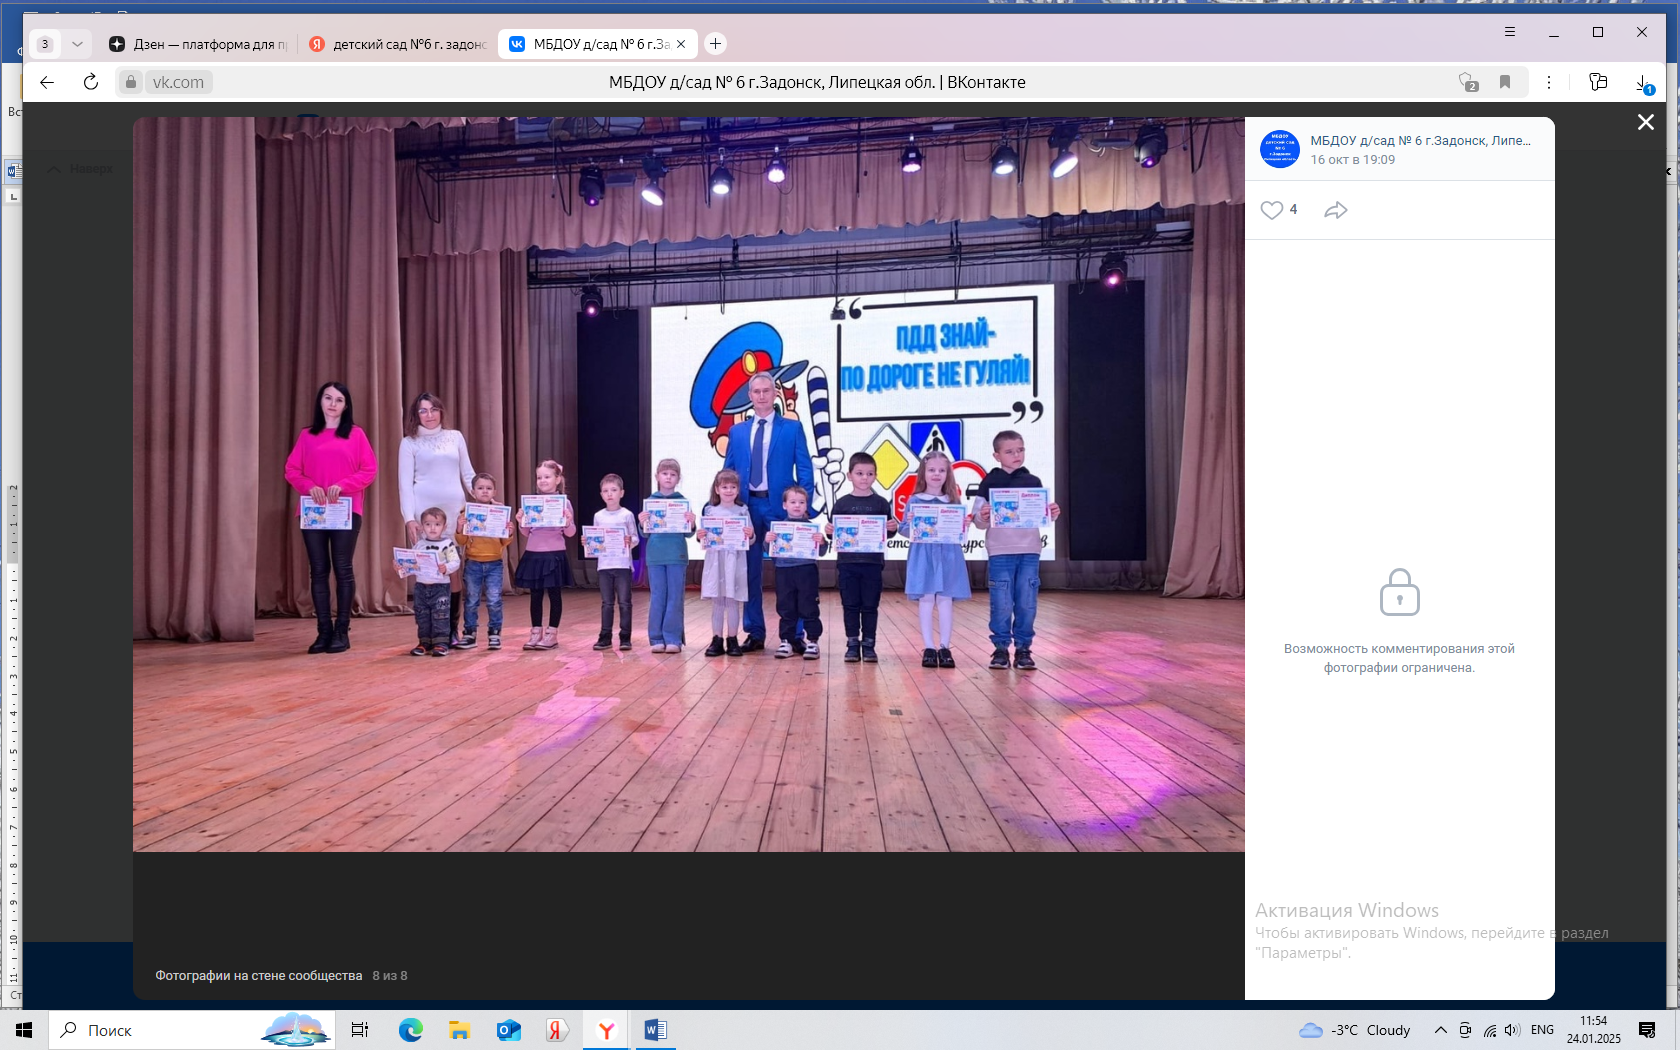 3
Дзен — платформа для п
детский сад №6 г. задонс
МБДОУ д/сад № 6 г.За
vk.com
МБДОУ д/сад № 6 г.Задонск, Липецкая обл. | ВКонтакте
2
1
Наверх
МБДОУ д/сад № 6 г.Задонск, Липе...
16 окт в 19:09
4
“ПДД ЗНАЙ-
ПО ДОРОГЕ НЕ ГУЛЯЙ!”
Возможность комментирования этой
фотографии ограничена.
Активация Windows
Чтобы активировать Windows, перейдите в раздел
"Параметры".
Фотографии на стене сообщества 8 из 8
Поиск
-3°C Cloudy
ENG
11:54
24.01.2025